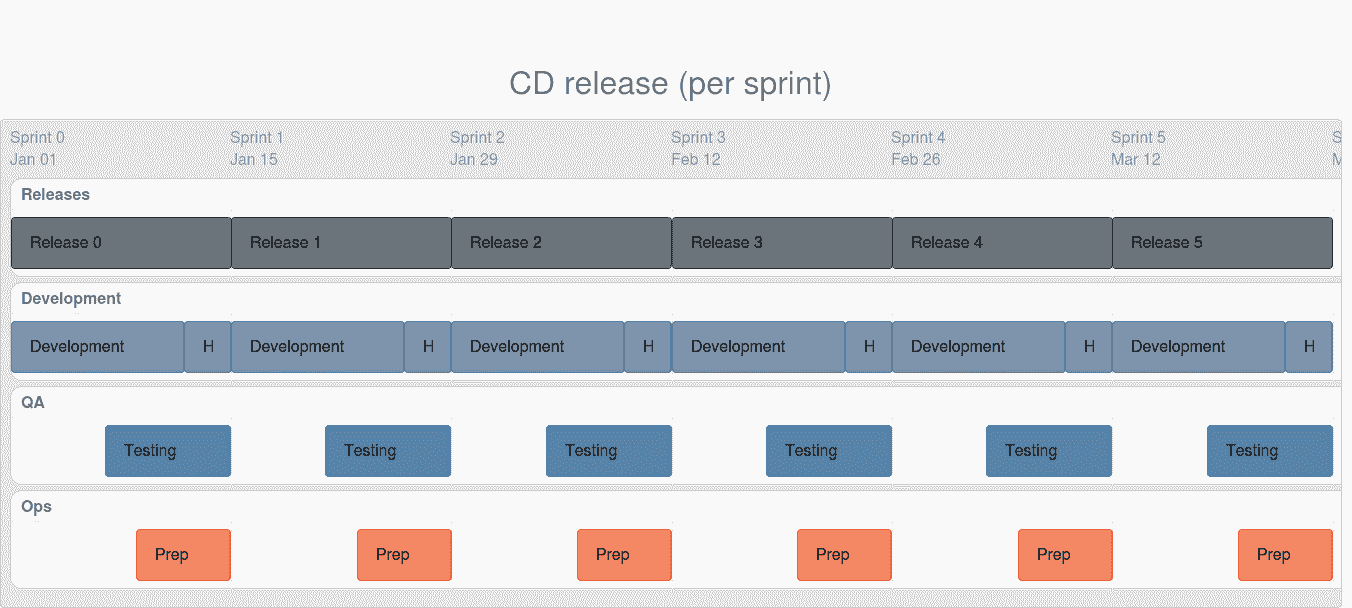 CD release (per sprint)
Sprint 0 Sprint 1 Sprint 2 Sprint 3 Sprint 4 Sprint 5
Jan 01 Jan 15 Jan 29 Feb 12 Feb 26 Mar 12
Releases
Release 0 Release 1 Release 2 Release 3 Release 4 Release 5
Development
Development H Development H Development H Development H Development H Development H
QA
Testing Testing Testing Testing Testing Testing
Ops
Prep Prep Prep Prep Prep Prep